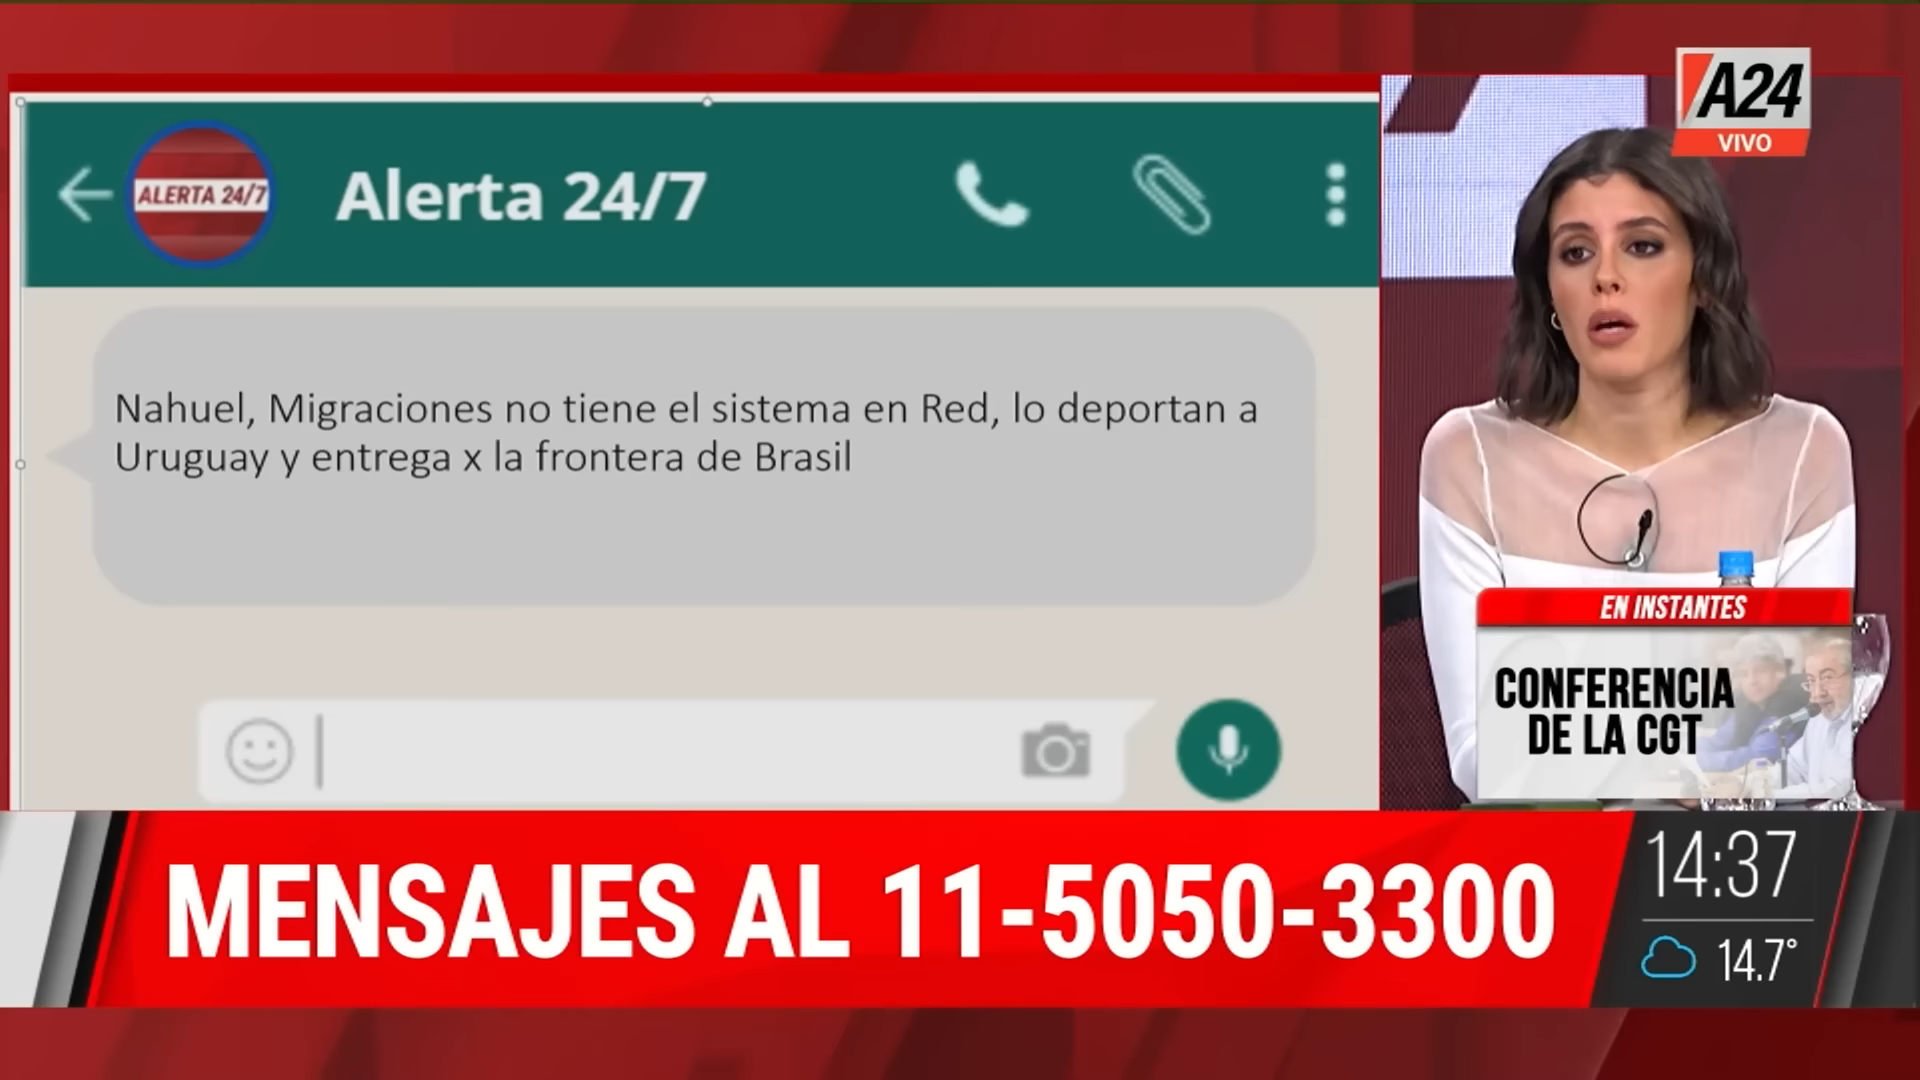 A24
VIVO
ALERTA 24/7
Alerta 24/7
Nahuel, Migraciones no tiene el sistema en Red, lo deportan a
Uruguay y entrega x la frontera de Brasil
EN INSTANTES
CONFERENCIA
DE LA CGT
MENSAJES AL 11-5050-3300
14:37
14.7°